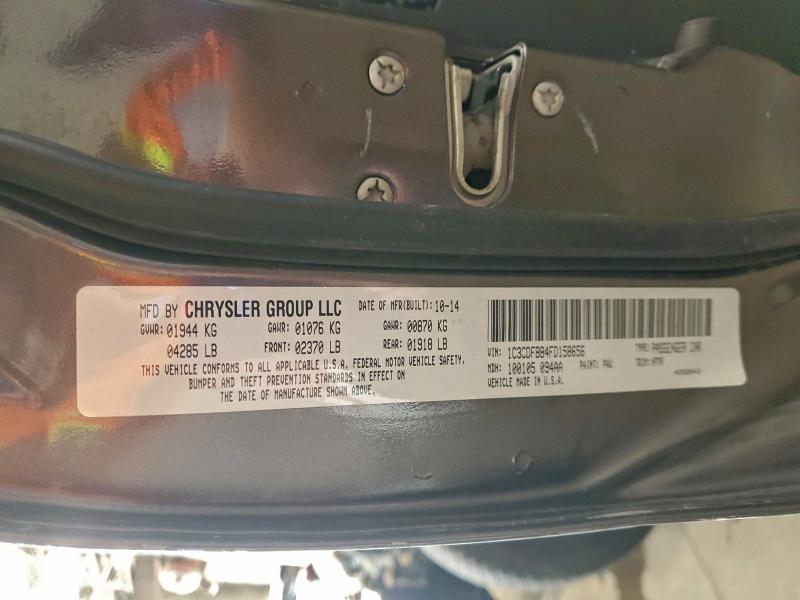 MFD BY CHRYSLER GROUP LLC DATE OF MFR(BUILT): 10-14
GVWR: 01944 KG GAWR: 01076 KG GAWR: 00870 KG
04285 LB FRONT: 02370 LB REAR: 01918 LB
THIS VEHICLE CONFORMS TO ALL APPLICABLE U.S.A. FEDERAL MOTOR VEHICLE SAFETY,
BUMPER AND THEFT PREVENTION STANDARDS IN EFFECT ON
THE DATE OF MANUFACTURE SHOWN ABOVE.
VIN: 1C3CDFBB4FD158656 TYPE: PASSENGER CAR
MDH: 100105 094AA PAINT: PAU TRIM:
VEHICLE MADE IN U.S.A.